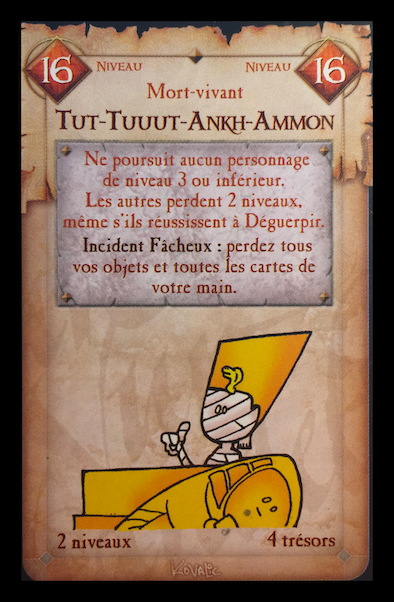 16 Niveau Niveau 16
Mort-vivant
Tut-Tuuut-Ankh-Ammon
Ne poursuit aucun personnage
de niveau 3 ou inférieur.
Les autres perdent 2 niveaux,
même s'ils réussissent à Déguerpir.
Incident Fâcheux : perdez tous
vos objets et toutes les cartes de
votre main.
2 niveaux 4 trésors
Kovalic